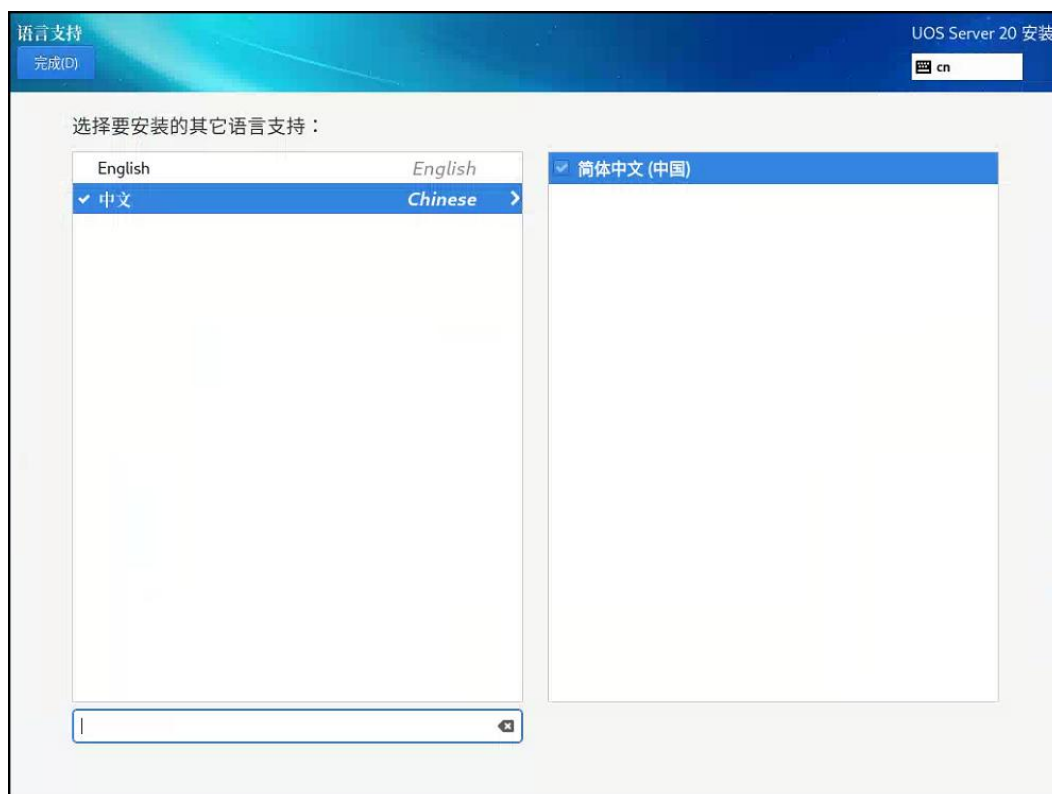 语言支持
UOS Server 20 安装
完成(D)
cn
选择要安装的其它语言支持：
English English
中文 Chinese
简体中文 (中国)